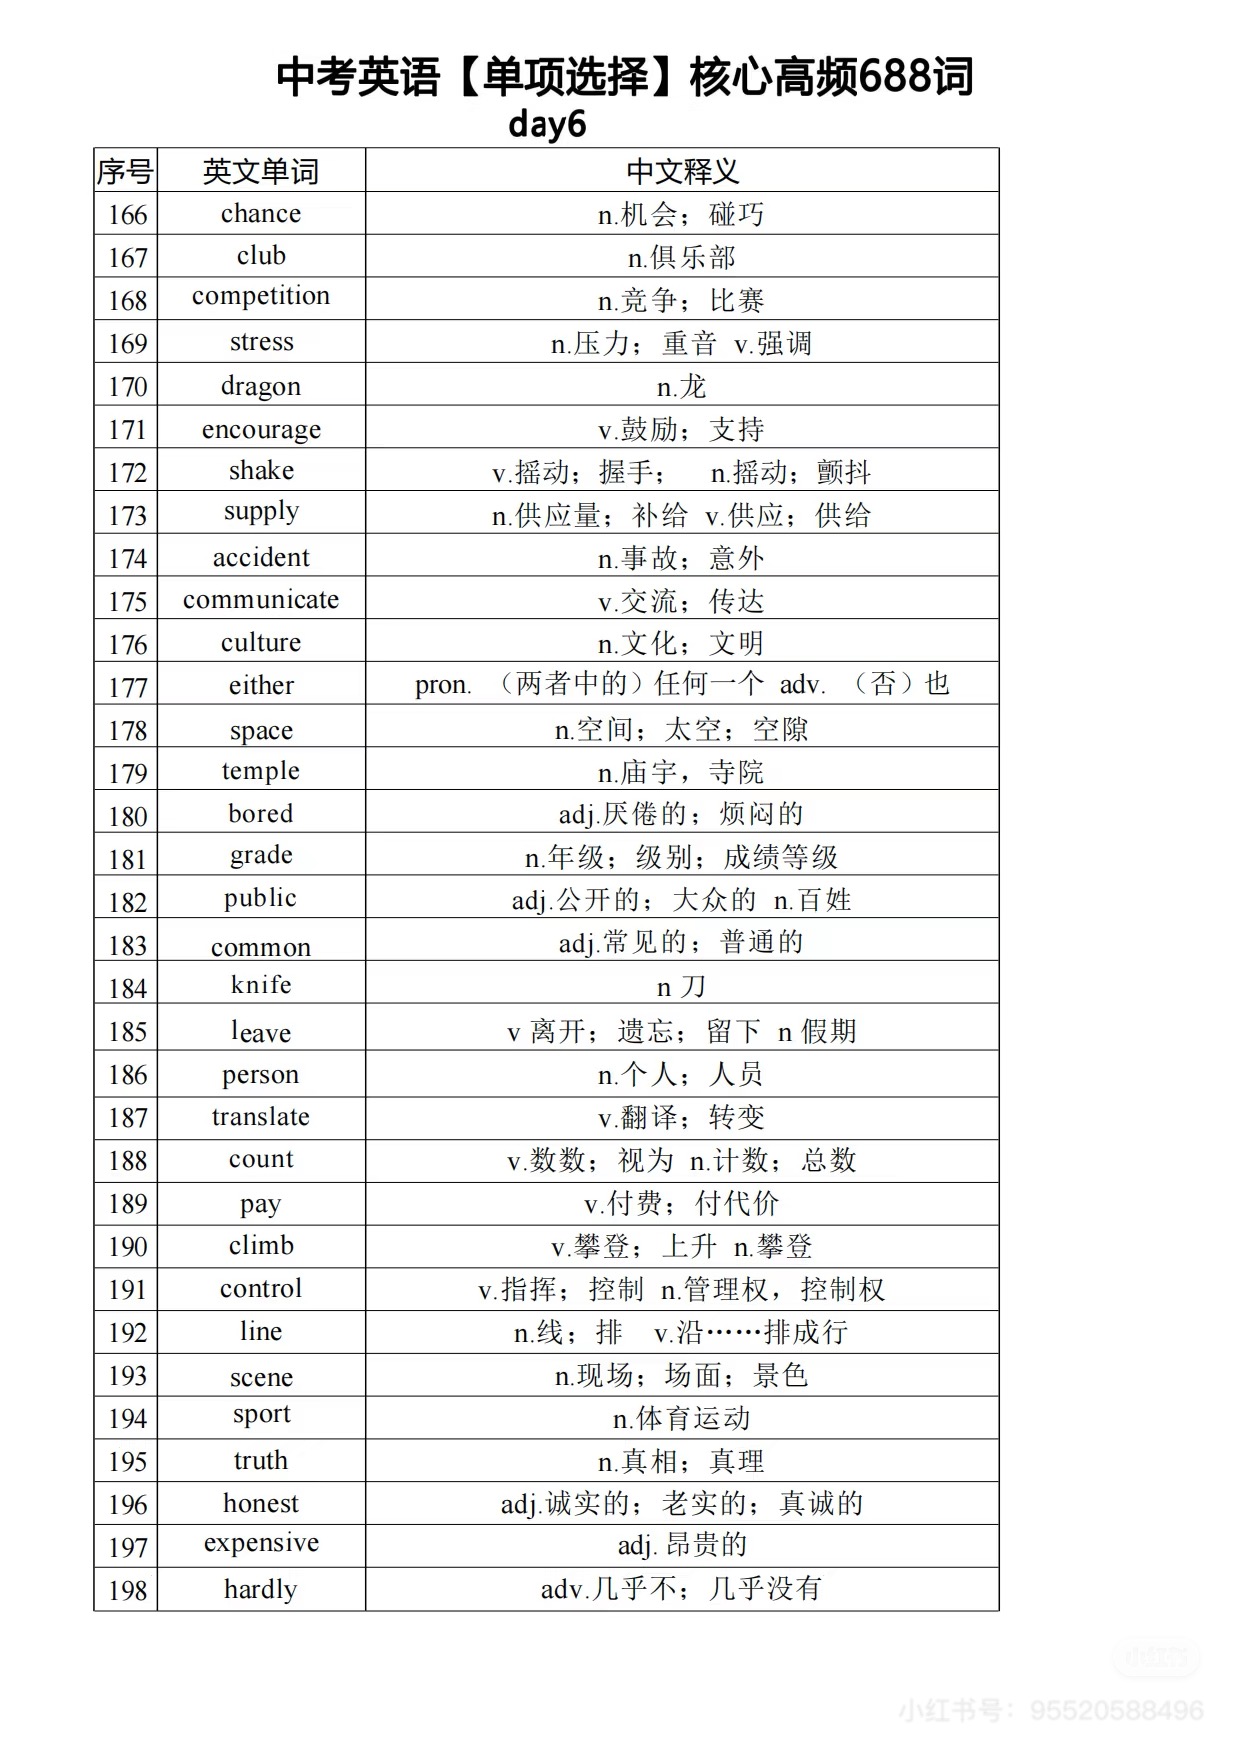 中考英语【单项选择】核心高频688词
day6
序号 英文单词 中文释义
166 chance n.机会；碰巧
167 club n.俱乐部
168 competition n.竞争；比赛
169 stress n.压力；重音 v.强调
170 dragon n.龙
171 encourage v.鼓励；支持
172 shake v.摇动；握手； n.摇动；颤抖
173 supply n.供应量；补给 v.供应；供给
174 accident n.事故；意外
175 communicate v.交流；传达
176 culture n.文化；文明
177 either pron. （两者中的）任何一个 adv. （否）也
178 space n.空间；太空；空隙
179 temple n.庙宇，寺院
180 bored adj.厌倦的；烦闷的
181 grade n.年级；级别；成绩等级
182 public adj.公开的；大众的 n.百姓
183 common adj.常见的；普通的
184 knife n 刀
185 leave v 离开；遗忘；留下 n 假期
186 person n.个人；人员
187 translate v.翻译；转变
188 count v.数数；视为 n.计数；总数
189 pay v.付费；付代价
190 climb v.攀登；上升 n.攀登
191 control v.指挥；控制 n.管理权，控制权
192 line n.线；排 v.沿……排成行
193 scene n.现场；场面；景色
194 sport n.体育运动
195 truth n.真相；真理
196 honest adj.诚实的；老实的；真诚的
197 expensive adj. 昂贵的
198 hardly adv.几乎不；几乎没有
小红书
小红书号：95520588496